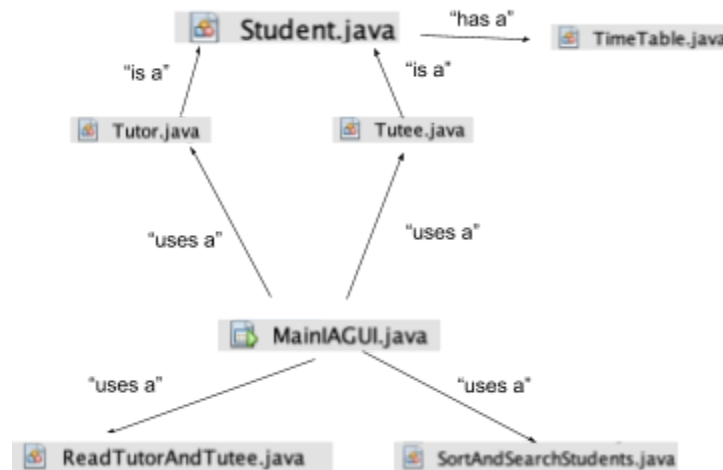 Student.java
“has a”
TimeTable.java
“is a”
“is a”
Tutor.java
Tutee.java
“uses a”
“uses a”
MainIAGUI.java
“uses a”
“uses a”
ReadTutorAndTutee.java
SortAndSearchStudents.java